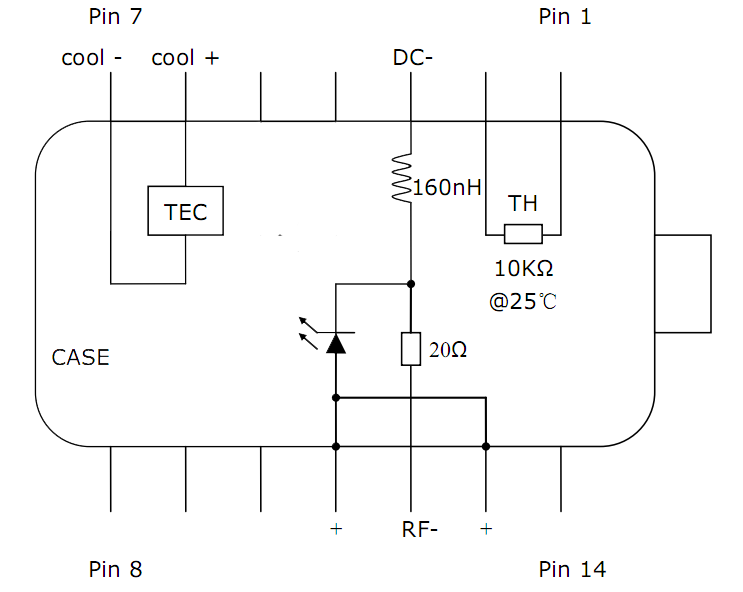 Pin 7
Pin 1
cool -
cool +
DC-
160nH
TEC
TH
10KΩ
@25℃
CASE
20Ω
+
RF-
+
Pin 8
Pin 14